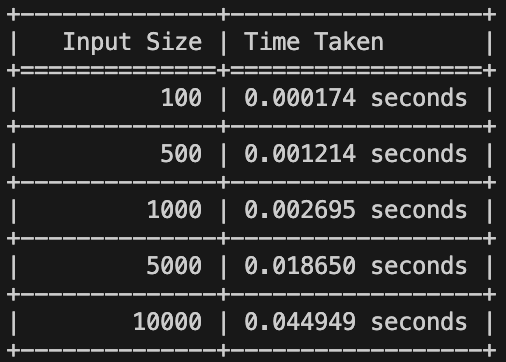 Input Size | Time Taken
100 | 0.000174 seconds
500 | 0.001214 seconds
1000 | 0.002695 seconds
5000 | 0.018650 seconds
10000 | 0.044949 seconds